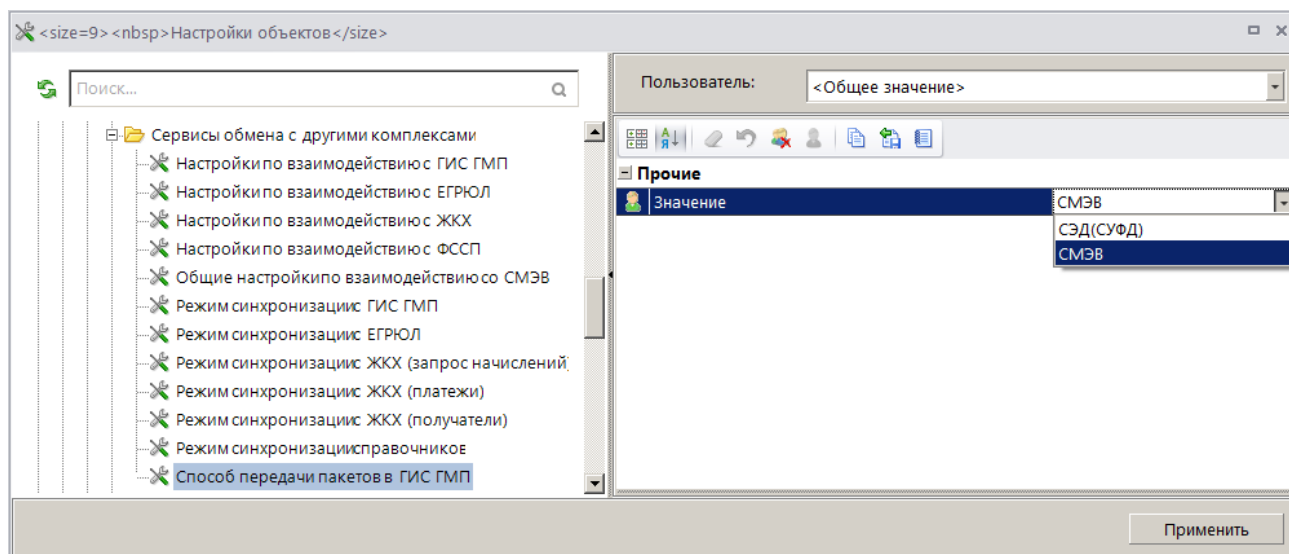 <size=9><nbsp>Настройки объектов</size>
Поиск...
Сервисы обмена с другими комплексами
Настройки по взаимодействию с ГИС ГМП
Настройки по взаимодействию с ЕГРЮЛ
Настройки по взаимодействию с ЖКХ
Настройки по взаимодействию с ФССП
Общие настройки по взаимодействию со СМЭВ
Режим синхронизации с ГИС ГМП
Режим синхронизации с ЕГРЮЛ
Режим синхронизации с ЖКХ (запрос начислений)
Режим синхронизации с ЖКХ (платежи)
Режим синхронизации с ЖКХ (получатели)
Режим синхронизации справочников
Способ передачи пакетов в ГИС ГМП
Пользователь:
<Общее значение>
А
Я
Прочие
Значение
СМЭВ
СЭД(СУФД)
СМЭВ
Применить